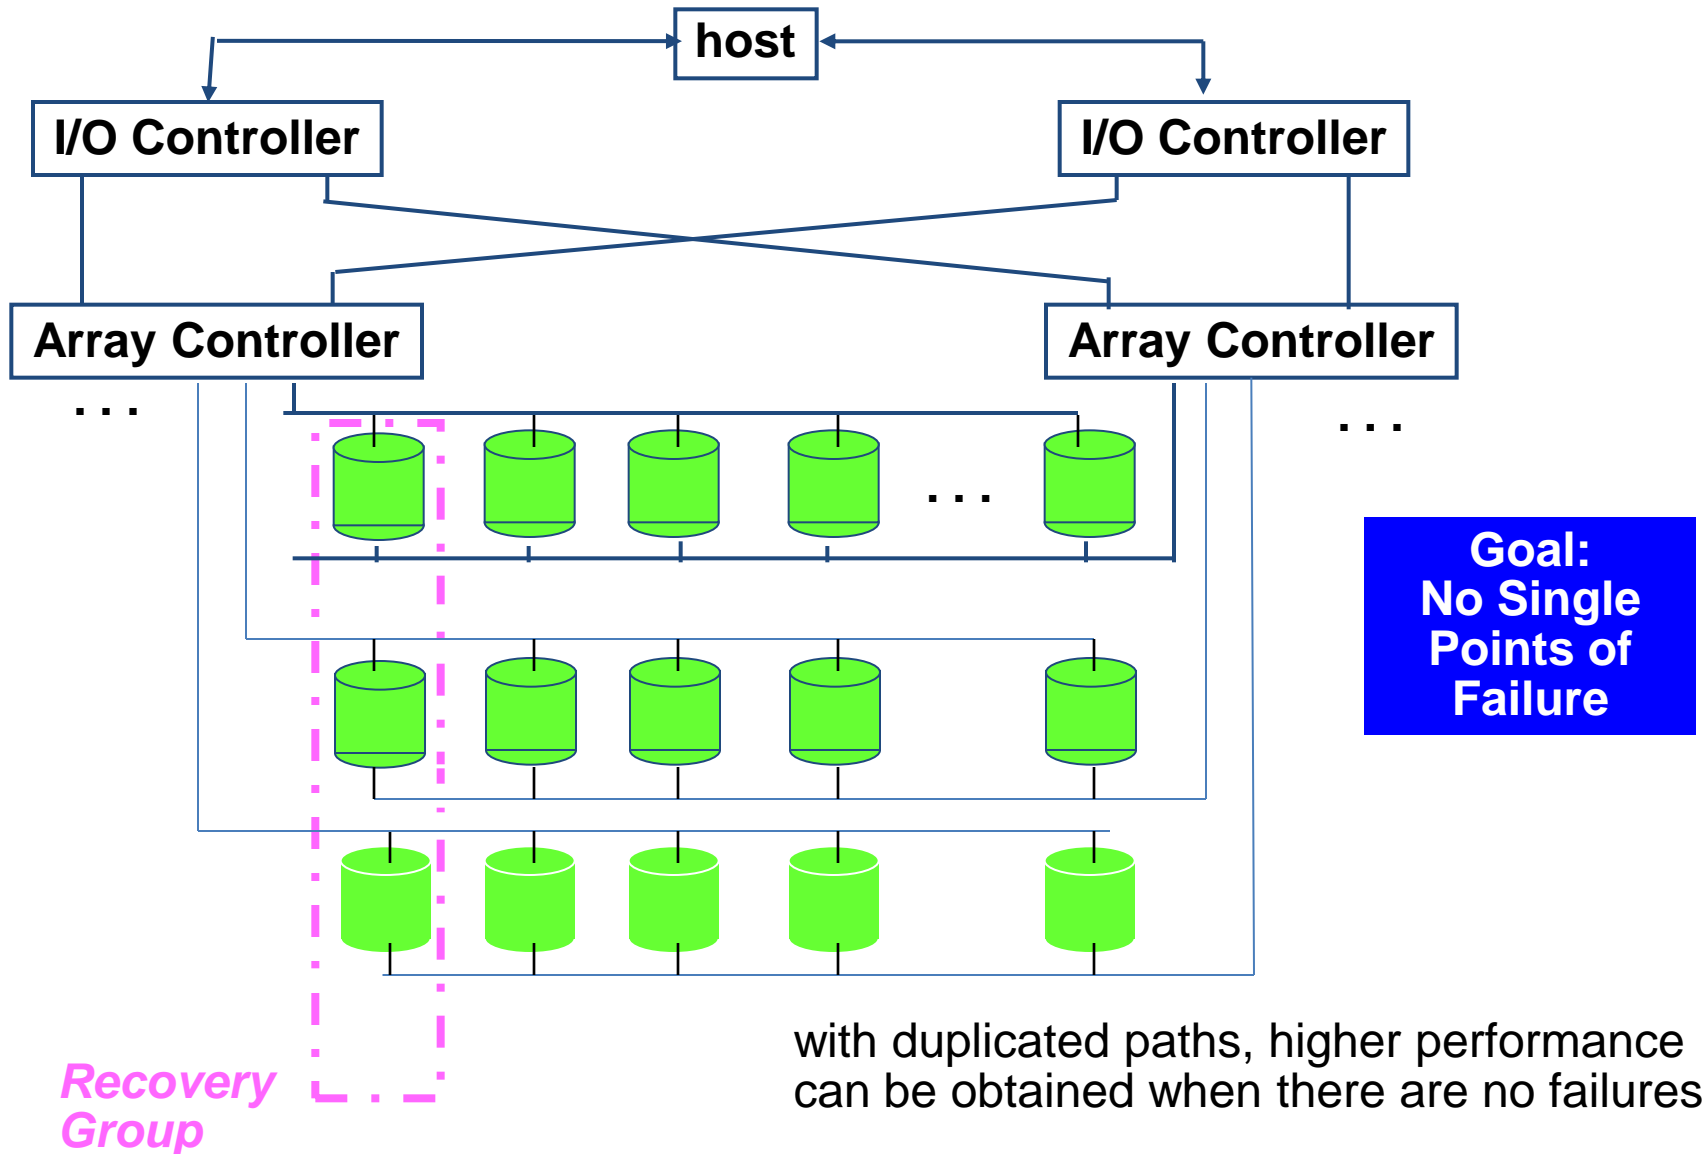 host
I/O Controller
I/O Controller
Array Controller
Array Controller
. . .
. . .
. . .
Goal:
No Single
Points of
Failure
with duplicated paths, higher performance
can be obtained when there are no failures
Recovery
Group